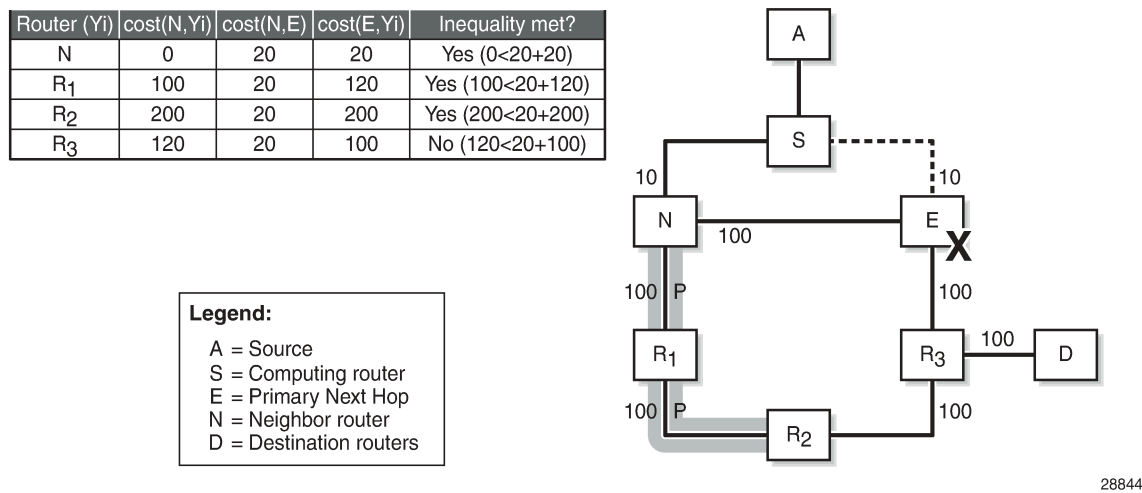 Router (Yi) cost(N,Yi) cost(N,E) cost(E,Yi) Inequality met?
N 0 20 20 Yes (0<20+20)
R1 100 20 120 Yes (100<20+120)
R2 200 20 200 Yes (200<20+200)
R3 120 20 100 No (120<20+100)
A
S
10 10
N E
100 X
100 P 100
R1 R3 100 D
100 P 100
R2
Legend:
A = Source
S = Computing router
E = Primary Next Hop
N = Neighbor router
D = Destination routers
28844